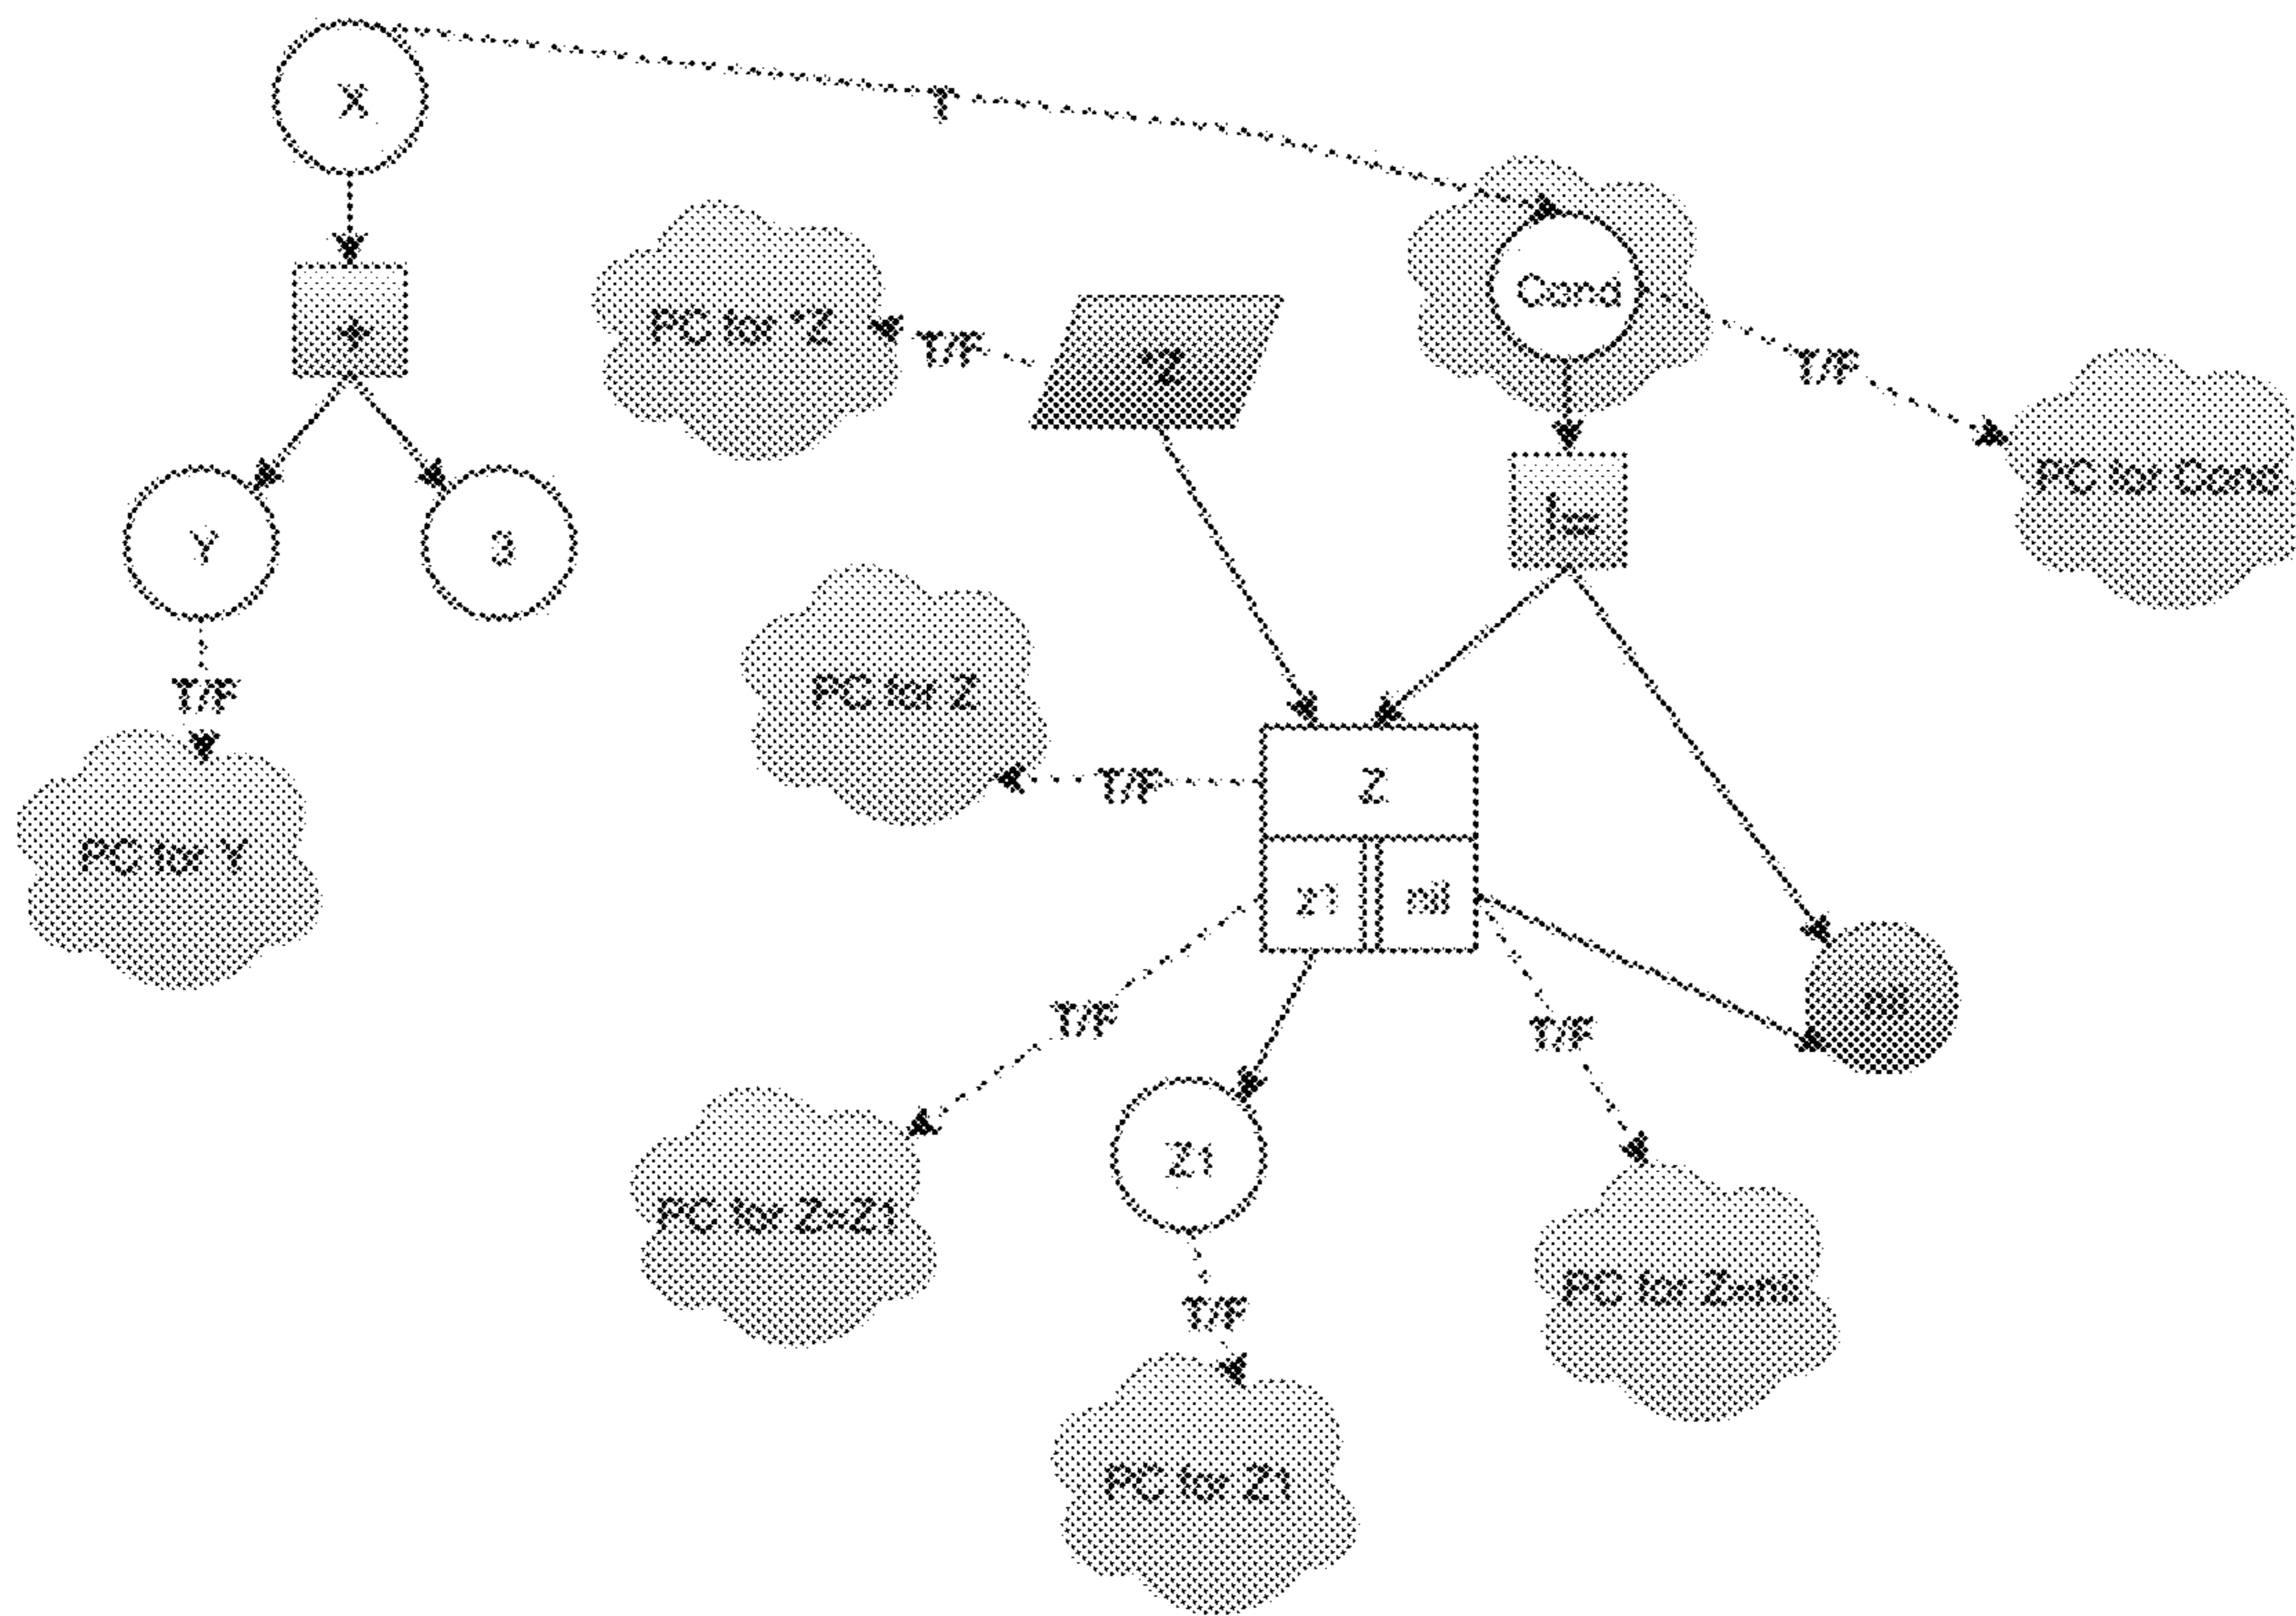 X
T
Cond
PC for *Z
T/F
*Z
T/F
+
PC for Cond
!=
Y
3
T/F
PC for Z
T/F
Z
PC for Y
z1
nil
nil
T/F
T/F
Z1
PC for Z=Z1
T/F
PC for Z=nil
PC for Z1